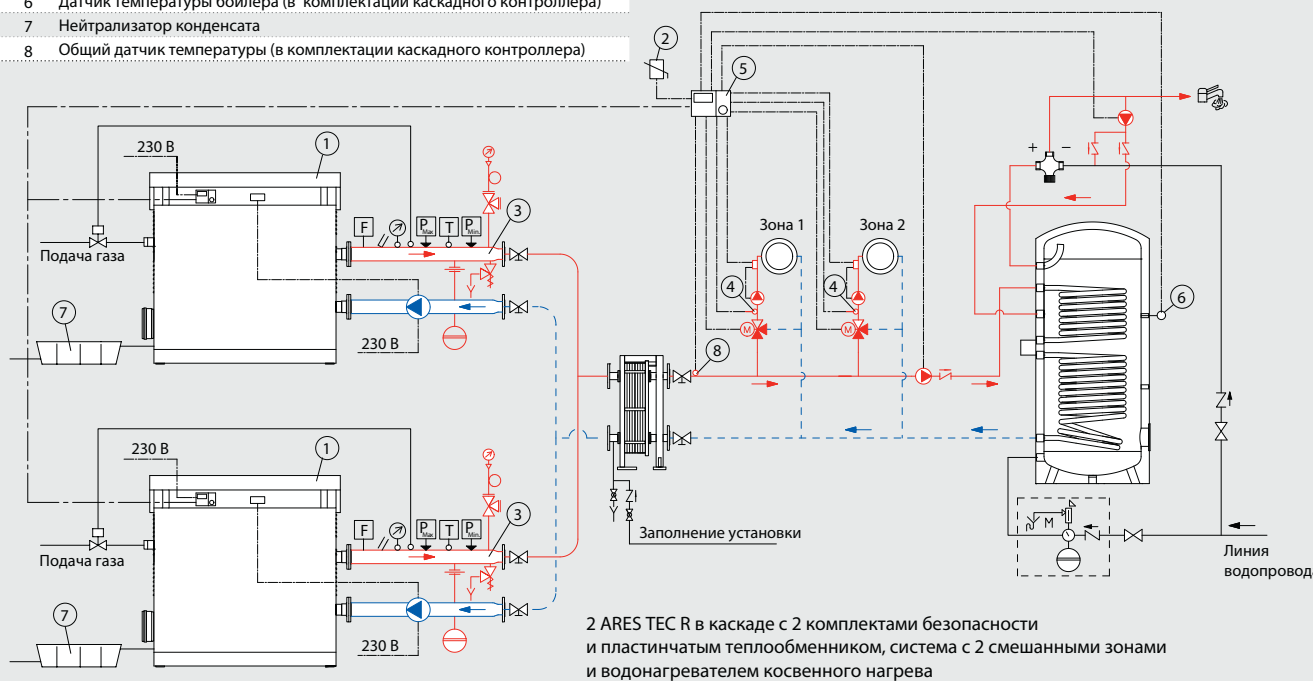 6 Датчик температуры бойлера (в комплектации каскадного контроллера)
7 Нейтрализатор конденсата
8 Общий датчик температуры (в комплектации каскадного контроллера)
2
5
230 В
1
+ −
F
P Max
T
P Min.
3
Зона 1
Зона 2
Подача газа
4
4
6
7
M
M
230 В
8
230 В
1
F
P Max
T
P Min.
3
Заполнение установки
M
Подача газа
Линия
водопровода
7
230 В
2 ARES TEC R в каскаде с 2 комплектами безопасности
и пластинчатым теплообменником, система с 2 смешанными зонами
и водонагревателем косвенного нагрева